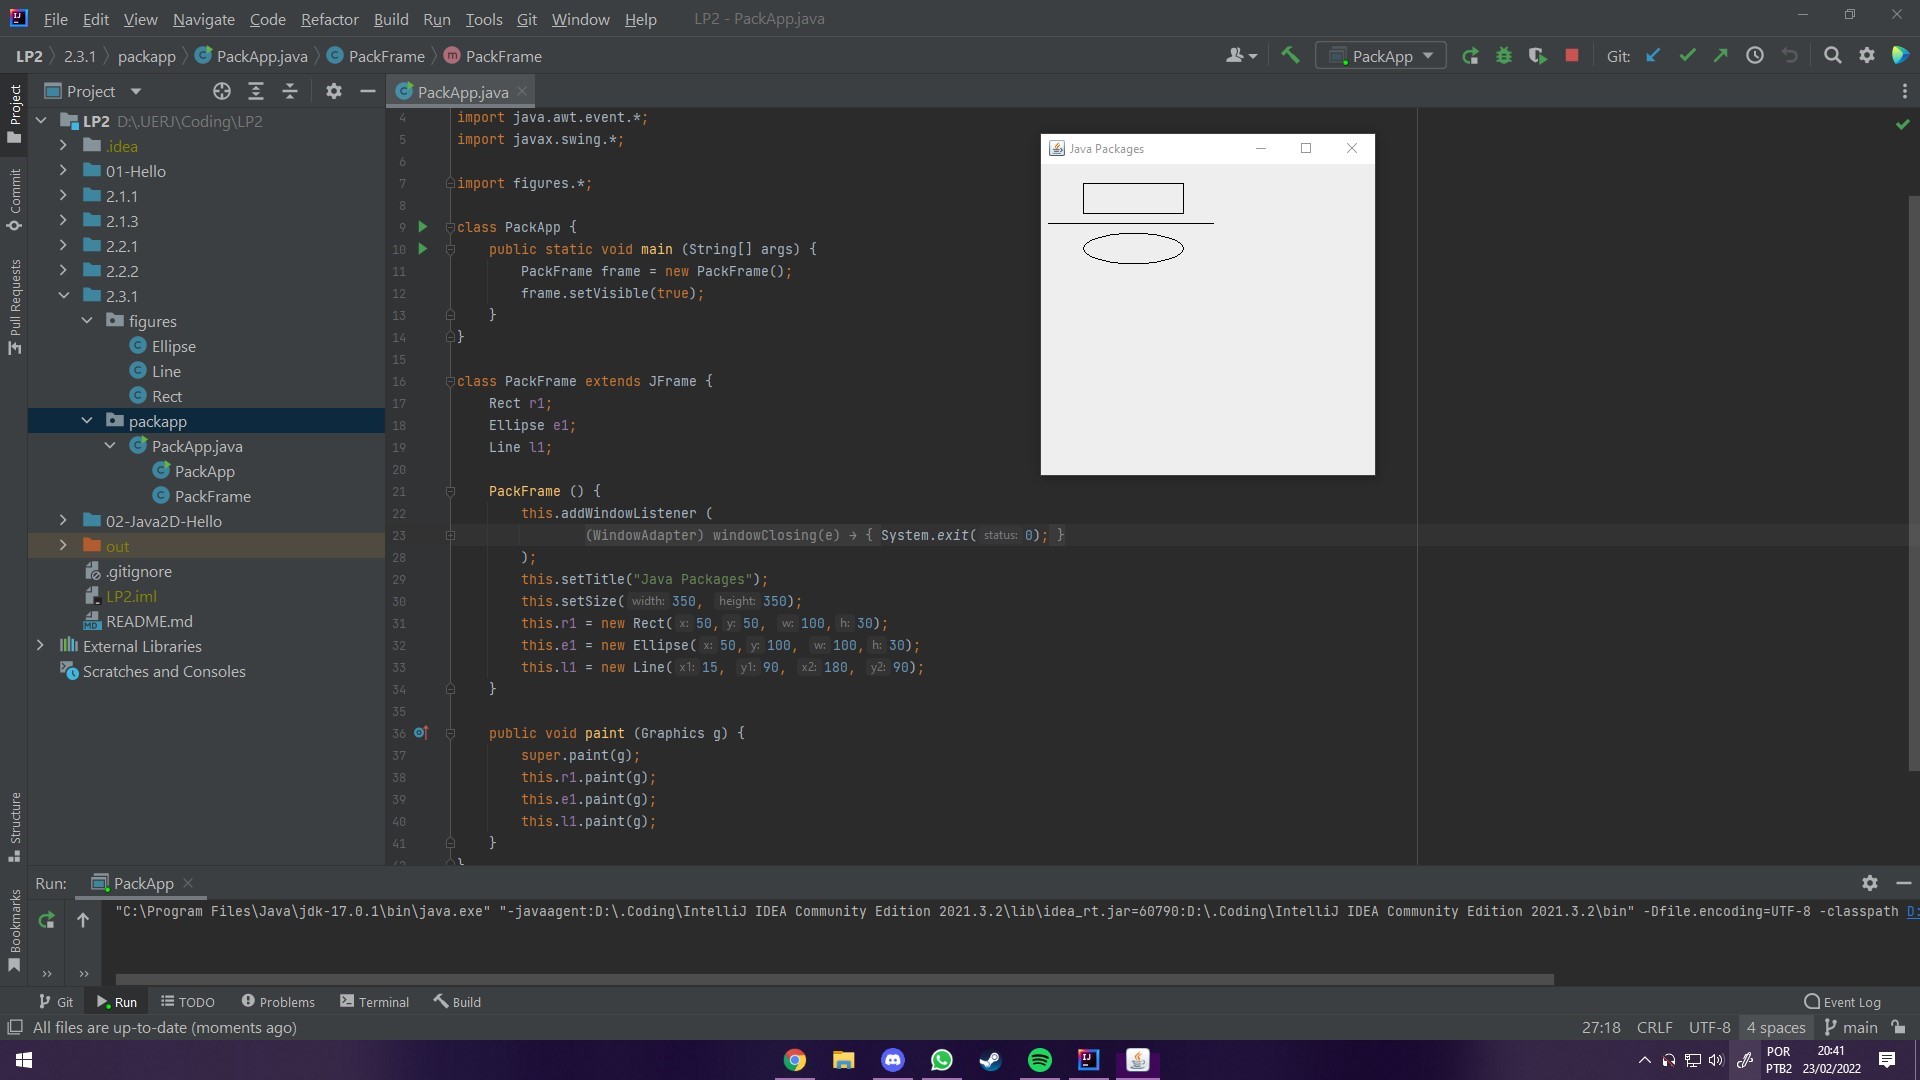 File Edit View Navigate Code Refactor Build Run Tools Git Window Help LP2 - PackApp.java
LP2 2.3.1 packapp PackApp.java PackFrame PackFrame
PackApp Git:
Project
PackApp.java
Project
Commit
Pull Requests
Structure
Bookmarks
LP2 D:\.UERJ\Coding\LP2
.idea
01-Hello
2.1.1
2.1.3
2.2.1
2.2.2
2.3.1
figures
Ellipse
Line
Rect
packapp
PackApp.java
PackApp
PackFrame
02-Java2D-Hello
out
.gitignore
LP2.iml
README.md
External Libraries
Scratches and Consoles
4 import java.awt.event.*;
5 import javax.swing.*;
6
7 import figures.*;
8
9 class PackApp {
10 public static void main (String[] args) {
11 PackFrame frame = new PackFrame();
12 frame.setVisible(true);
13 }
14 }
15
16 class PackFrame extends JFrame {
17 Rect r1;
18 Ellipse e1;
19 Line l1;
20
21 PackFrame () {
22 this.addWindowListener (
23 (WindowAdapter) windowClosing(e) → { System.exit( status: 0); }
28 );
29 this.setTitle("Java Packages");
30 this.setSize( width: 350, height: 350);
31 this.r1 = new Rect( x: 50, y: 50, w: 100, h: 30);
32 this.e1 = new Ellipse( x: 50, y: 100, w: 100, h: 30);
33 this.l1 = new Line( x1: 15, y1: 90, x2: 180, y2: 90);
34 }
35
36 public void paint (Graphics g) {
37 super.paint(g);
38 this.r1.paint(g);
39 this.e1.paint(g);
40 this.l1.paint(g);
41 }
42 }
Java Packages
Run: PackApp
"C:\Program Files\Java\jdk-17.0.1\bin\java.exe" "-javaagent:D:\.Coding\IntelliJ IDEA Community Edition 2021.3.2\lib\idea_rt.jar=60790:D:\.Coding\IntelliJ IDEA Community Edition 2021.3.2\bin" -Dfile.encoding=UTF-8 -classpath D:
Git Run TODO Problems Terminal Build Event Log
All files are up-to-date (moments ago) 27:18 CRLF UTF-8 4 spaces main
POR
PTB2
20:41
23/02/2022